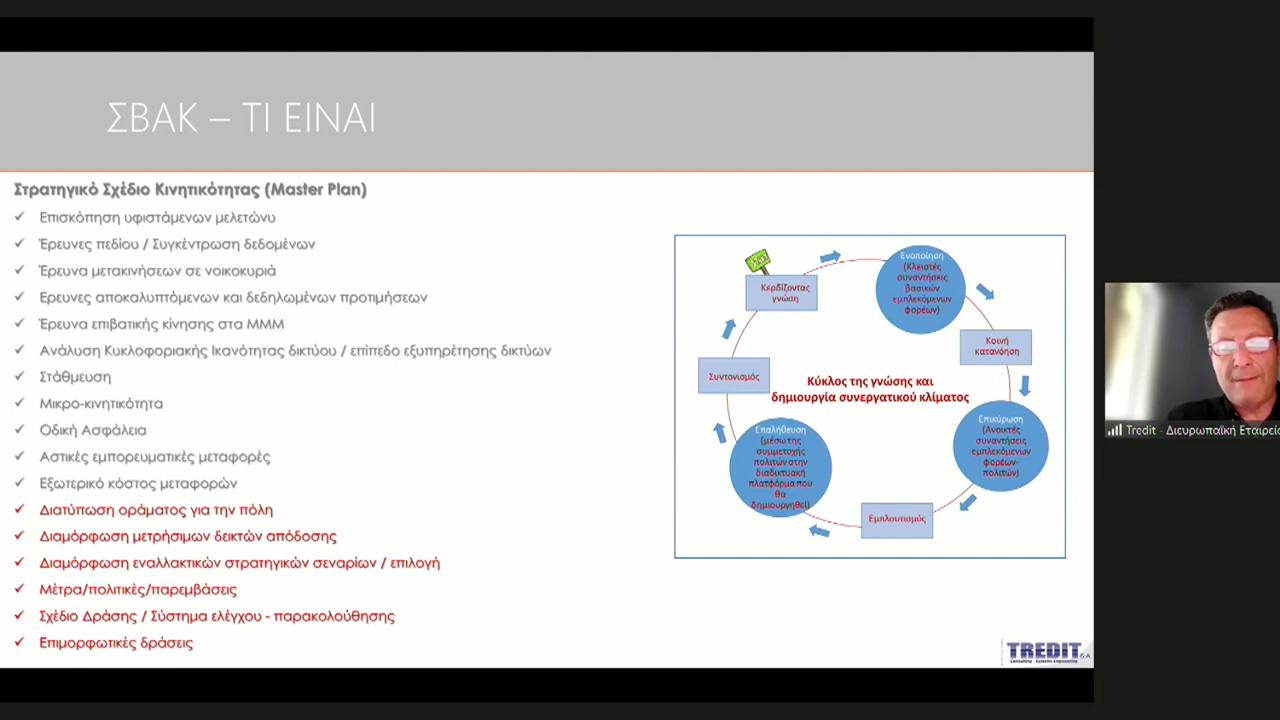 ΣΒΑΚ – ΤΙ ΕΙΝΑΙ
Στρατηγικό Σχέδιο Κινητικότητας (Master Plan)
✓ Επισκόπηση υφιστάμενων μελετώνυ
✓ Έρευνες πεδίου / Συγκέντρωση δεδομένων
✓ Έρευνα μετακινήσεων σε νοικοκυριά
✓ Ερευνες αποκαλυπτόμενων και δεδηλωμένων προτιμήσεων
✓ Έρευνα επιβατικής κίνησης στα ΜΜΜ
✓ Ανάλυση Κυκλοφοριακής Ικανότητας δικτύου / επίπεδο εξυπηρέτησης δικτύων
✓ Στάθμευση
✓ Μικρο-κινητικότητα
✓ Οδική Ασφάλεια
✓ Αστικές εμπορευματικές μεταφορές
✓ Εξωτερικό κόστος μεταφορών
✓ Διατύπωση οράματος για την πόλη
✓ Διαμόρφωση μετρήσιμων δεικτών απόδοσης
✓ Διαμόρφωση εναλλακτικών στρατηγικών σεναρίων / επιλογή
✓ Μέτρα/πολιτικές/παρεμβάσεις
✓ Σχέδιο Δράσης / Σύστημα ελέγχου - παρακολούθησης
✓ Επιμορφωτικές δράσεις
Κερδίζοντας
γνώση
Εναποίηση
(Κλειστές
συναντήσεις
βασικών
εμπλεκόμενων
φορέων)
Κοινή
κατανόηση
Επικύρωση
(Ανοικτές
συναντήσεις
εμπλεκόμενων
φορέων-
πολιτών)
Εμπλουτισμός
Επαλήθευση
(μέσω της
συμμετοχής
πολιτών στην
διαδικτυακή
πλατφόρμα που
θα
δημιουργηθεί)
Συντονισμός
Κύκλος της γνώσης και
δημιουργία συνεργατικού κλίματος
TREDIT S.A.
Consulting - Systems Engineering
Tredit - Διευρωπαϊκή Εταιρεία